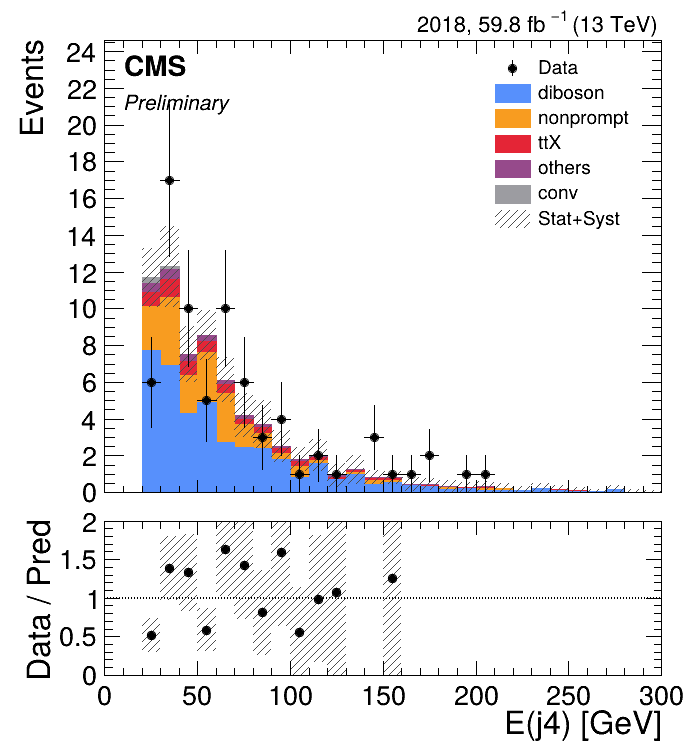 2018, 59.8 fb⁻¹ (13 TeV)
Events
CMS
Preliminary
Data
diboson
nonprompt
ttX
others
conv
Stat+Syst
24
22
20
18
16
14
12
10
8
6
4
2
0
Data / Pred
2
1.5
1
0.5
0
0 50 100 150 200 250 300
E(j4) [GeV]